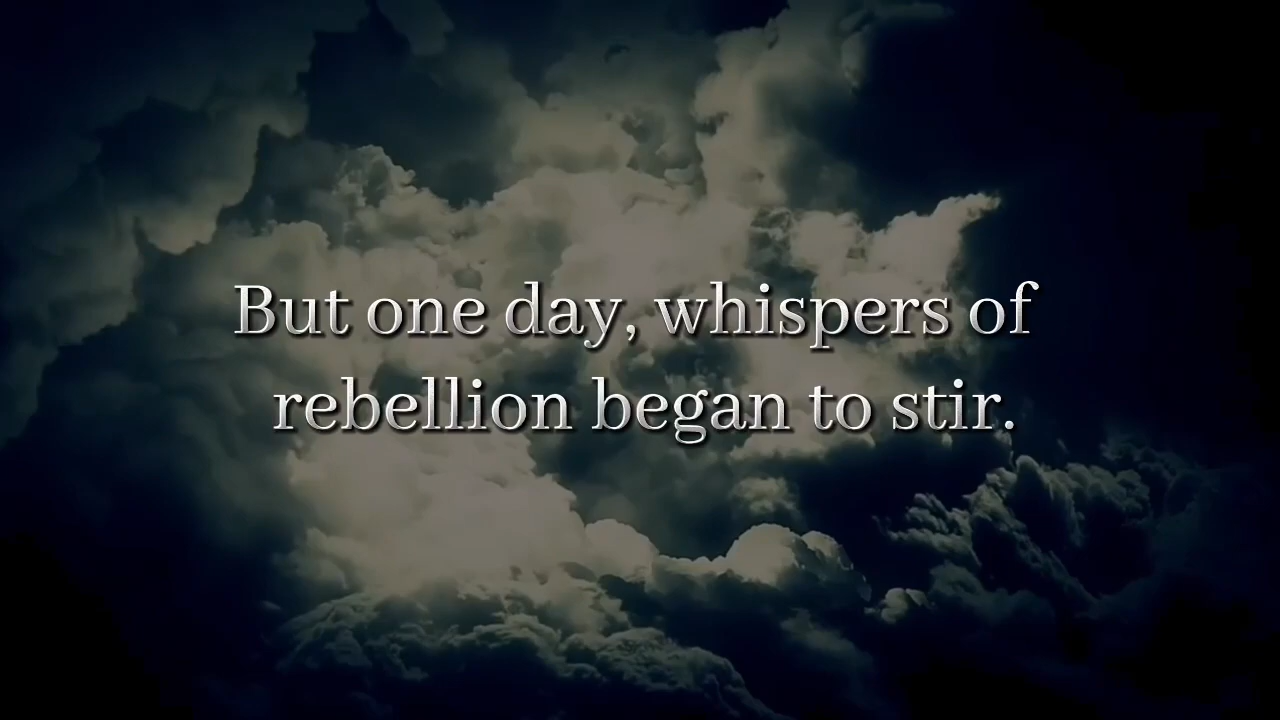 But one day, whispers of
rebellion began to stir.